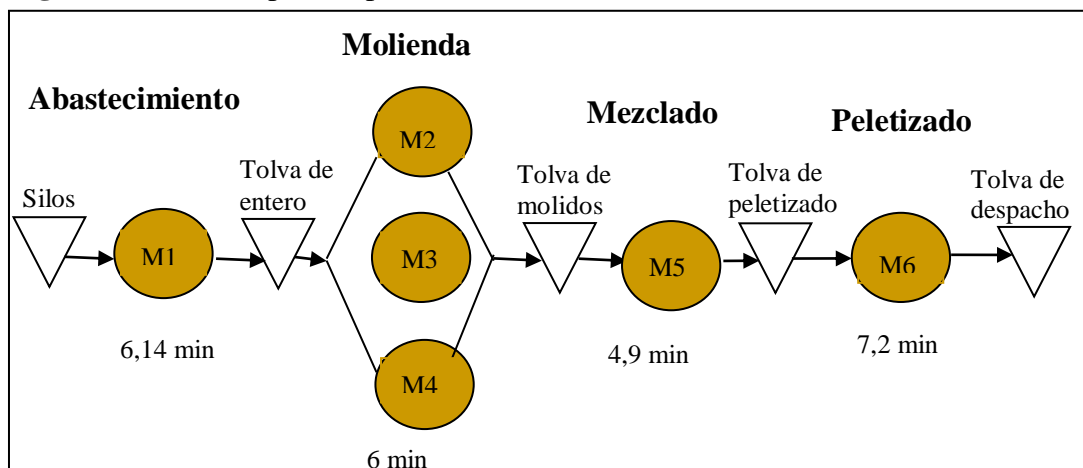 Molienda
Abastecimiento
M2
Mezclado
Peletizado
Tolva de
entero
Tolva de
molidos
Tolva de
peletizado
Tolva de
despacho
Silos
M1
M3
M5
M6
6,14 min
4,9 min
7,2 min
M4
6 min